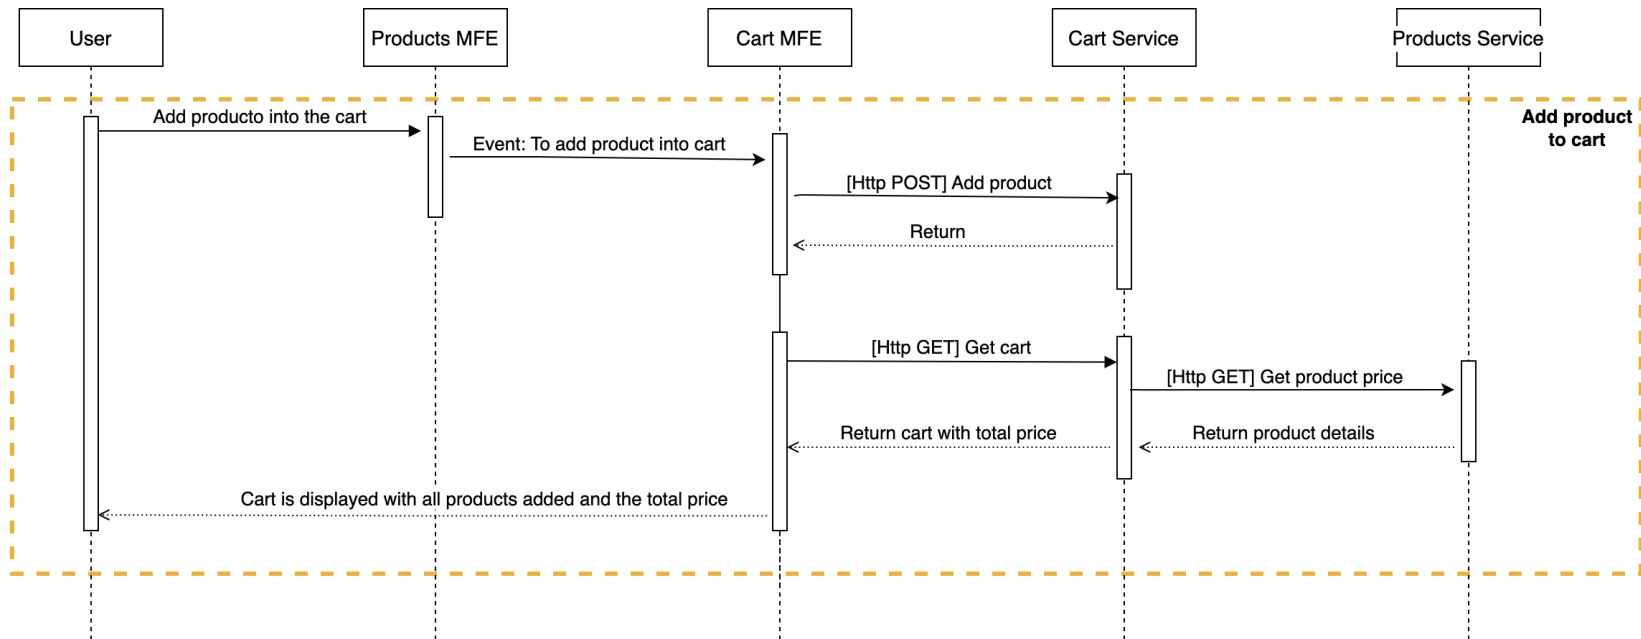 User
Products MFE
Cart MFE
Cart Service
Products Service
Add product
to cart
Add producto into the cart
Event: To add product into cart
[Http POST] Add product
Return
[Http GET] Get cart
[Http GET] Get product price
Return cart with total price
Return product details
Cart is displayed with all products added and the total price